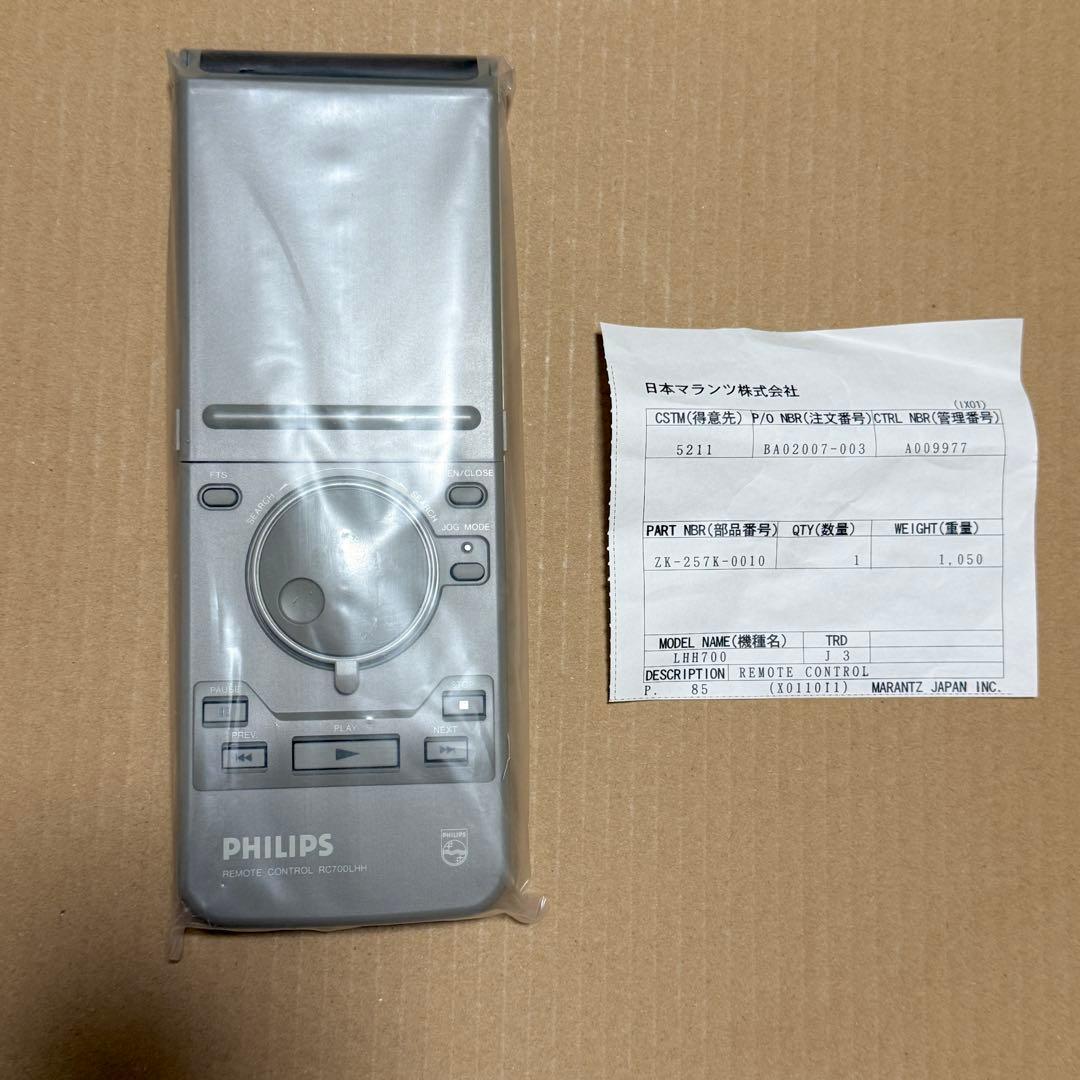 FTS
EN/CLOSE
SEARCH
SEARCH
JOG MODE
PAUSE
STOP
PREV.
PLAY
NEXT
PHILIPS
REMOTE CONTROL RC700LHH
PHILIPS
日本マランツ株式会社
(IX01)
CSTM(得意先) P/O NBR(注文番号) CTRL NBR(管理番号)
5211 BA02007-003 A009977
PART NBR(部品番号) QTY(数量) WEIGHT(重量)
ZK-257K-0010 1 1,050
MODEL NAME(機種名) TRD
LHH700 J 3
DESCRIPTION REMOTE CONTROL
P. 85 (X0110I1) MARANTZ JAPAN INC.